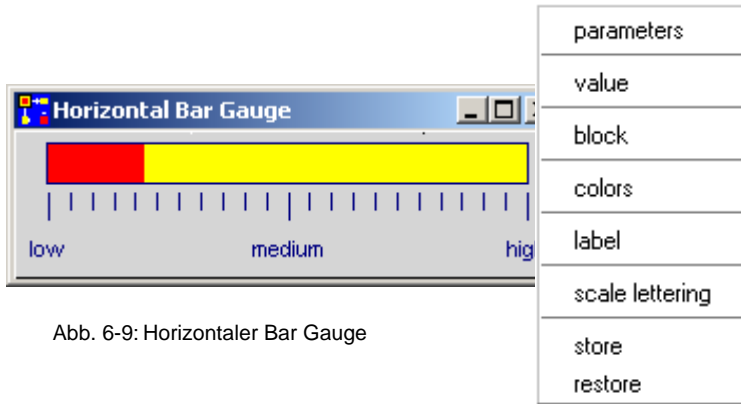 Horizontal Bar Gauge
low medium hig
Abb. 6-9: Horizontaler Bar Gauge
parameters
value
block
colors
label
scale lettering
store
restore